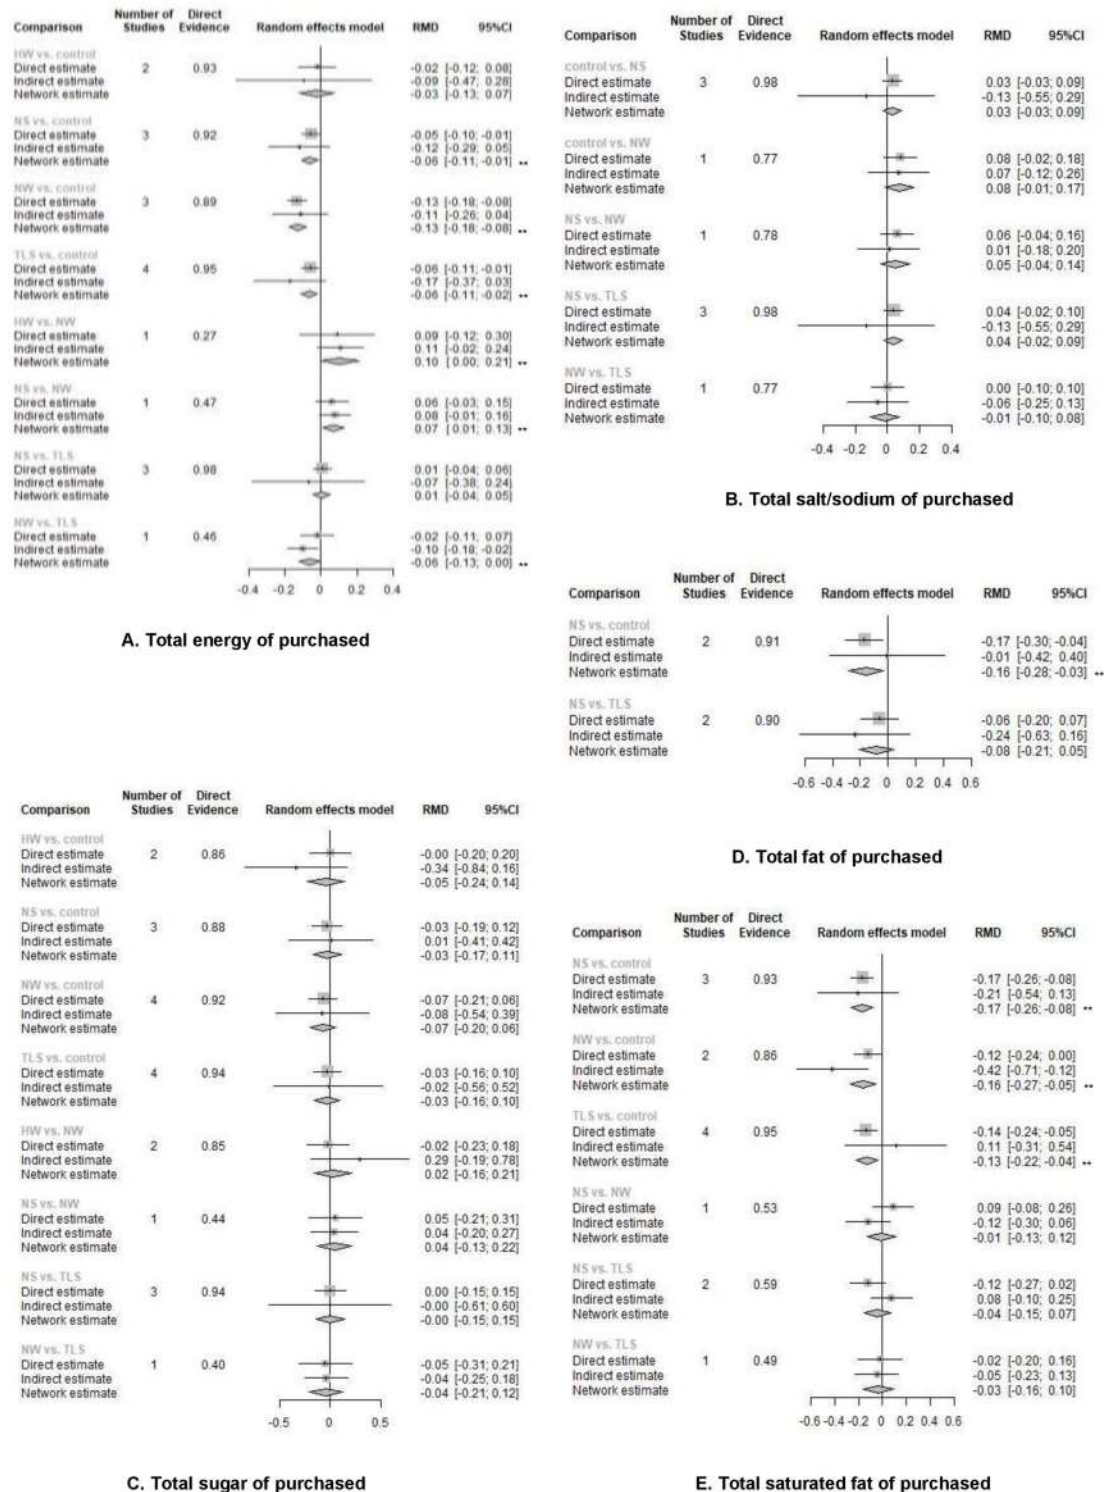 Number of Direct
Comparison Studies Evidence Random effects model RMD 95%CI
HW vs. control
Direct estimate 2 0.93 -0.02 [-0.12; 0.08]
Indirect estimate -0.09 [-0.47; 0.28]
Network estimate -0.03 [-0.13; 0.07]
NS vs. control
Direct estimate 3 0.92 -0.05 [-0.10; -0.01]
Indirect estimate -0.12 [-0.29; 0.05]
Network estimate -0.06 [-0.11; -0.01] **
NW vs. control
Direct estimate 3 0.89 -0.13 [-0.18; -0.08]
Indirect estimate -0.11 [-0.26; 0.04]
Network estimate -0.13 [-0.18; -0.08] **
TLS vs. control
Direct estimate 4 0.95 -0.06 [-0.11; -0.01]
Indirect estimate -0.17 [-0.37; 0.03]
Network estimate -0.06 [-0.11; -0.02] **
HW vs. NW
Direct estimate 1 0.27 0.09 [-0.12; 0.30]
Indirect estimate 0.11 [-0.02; 0.24]
Network estimate 0.10 [ 0.00; 0.21] **
NS vs. NW
Direct estimate 1 0.47 0.06 [-0.03; 0.15]
Indirect estimate 0.08 [-0.01; 0.16]
Network estimate 0.07 [ 0.01; 0.13] **
NS vs. TLS
Direct estimate 3 0.98 0.01 [-0.04; 0.06]
Indirect estimate -0.07 [-0.38; 0.24]
Network estimate 0.01 [-0.04; 0.05]
NW vs. TLS
Direct estimate 1 0.46 -0.02 [-0.11; 0.07]
Indirect estimate -0.10 [-0.18; -0.02]
Network estimate -0.06 [-0.13; 0.00] **
-0.4 -0.2 0 0.2 0.4
A. Total energy of purchased
Number of Direct
Comparison Studies Evidence Random effects model RMD 95%CI
control vs. NS
Direct estimate 3 0.98 0.03 [-0.03; 0.09]
Indirect estimate -0.13 [-0.55; 0.29]
Network estimate 0.03 [-0.03; 0.09]
control vs. NW
Direct estimate 1 0.77 0.08 [-0.02; 0.18]
Indirect estimate 0.07 [-0.12; 0.26]
Network estimate 0.08 [-0.01; 0.17]
NS vs. NW
Direct estimate 1 0.78 0.06 [-0.04; 0.16]
Indirect estimate 0.01 [-0.18; 0.20]
Network estimate 0.05 [-0.04; 0.14]
NS vs. TLS
Direct estimate 3 0.98 0.04 [-0.02; 0.10]
Indirect estimate -0.13 [-0.55; 0.29]
Network estimate 0.04 [-0.02; 0.09]
NW vs. TLS
Direct estimate 1 0.77 0.00 [-0.10; 0.10]
Indirect estimate -0.06 [-0.25; 0.13]
Network estimate -0.01 [-0.10; 0.08]
-0.4 -0.2 0 0.2 0.4
B. Total salt/sodium of purchased
Number of Direct
Comparison Studies Evidence Random effects model RMD 95%CI
NS vs. control
Direct estimate 2 0.91 -0.17 [-0.30; -0.04]
Indirect estimate -0.01 [-0.42; 0.40]
Network estimate -0.16 [-0.28; -0.03] **
NS vs. TLS
Direct estimate 2 0.90 -0.06 [-0.20; 0.07]
Indirect estimate -0.24 [-0.63; 0.16]
Network estimate -0.08 [-0.21; 0.05]
-0.6 -0.4 -0.2 0 0.2 0.4 0.6
D. Total fat of purchased
Number of Direct
Comparison Studies Evidence Random effects model RMD 95%CI
HW vs. control
Direct estimate 2 0.86 -0.00 [-0.20; 0.20]
Indirect estimate -0.34 [-0.84; 0.16]
Network estimate -0.05 [-0.24; 0.14]
NS vs. control
Direct estimate 3 0.88 -0.03 [-0.19; 0.12]
Indirect estimate 0.01 [-0.41; 0.42]
Network estimate -0.03 [-0.17; 0.11]
NW vs. control
Direct estimate 4 0.92 -0.07 [-0.21; 0.06]
Indirect estimate -0.08 [-0.54; 0.39]
Network estimate -0.07 [-0.20; 0.06]
TLS vs. control
Direct estimate 4 0.94 -0.03 [-0.16; 0.10]
Indirect estimate -0.02 [-0.56; 0.52]
Network estimate -0.03 [-0.16; 0.10]
HW vs. NW
Direct estimate 2 0.85 -0.02 [-0.23; 0.18]
Indirect estimate 0.29 [-0.19; 0.78]
Network estimate 0.02 [-0.16; 0.21]
NS vs. NW
Direct estimate 1 0.44 0.05 [-0.21; 0.31]
Indirect estimate 0.04 [-0.20; 0.27]
Network estimate 0.04 [-0.13; 0.22]
NS vs. TLS
Direct estimate 3 0.94 0.00 [-0.15; 0.15]
Indirect estimate -0.00 [-0.61; 0.60]
Network estimate -0.00 [-0.15; 0.15]
NW vs. TLS
Direct estimate 1 0.40 -0.05 [-0.31; 0.21]
Indirect estimate -0.04 [-0.25; 0.18]
Network estimate -0.04 [-0.21; 0.12]
-0.5 0 0.5
C. Total sugar of purchased
Number of Direct
Comparison Studies Evidence Random effects model RMD 95%CI
NS vs. control
Direct estimate 3 0.93 -0.17 [-0.26; -0.08]
Indirect estimate -0.21 [-0.54; 0.13]
Network estimate -0.17 [-0.26; -0.08] **
NW vs. control
Direct estimate 2 0.86 -0.12 [-0.24; 0.00]
Indirect estimate -0.42 [-0.71; -0.12]
Network estimate -0.16 [-0.27; -0.05] **
TLS vs. control
Direct estimate 4 0.95 -0.14 [-0.24; -0.05]
Indirect estimate 0.11 [-0.31; 0.54]
Network estimate -0.13 [-0.22; -0.04] **
NS vs. NW
Direct estimate 1 0.53 0.09 [-0.08; 0.26]
Indirect estimate -0.12 [-0.30; 0.06]
Network estimate -0.01 [-0.13; 0.12]
NS vs. TLS
Direct estimate 2 0.59 -0.12 [-0.27; 0.02]
Indirect estimate 0.08 [-0.10; 0.25]
Network estimate -0.04 [-0.15; 0.07]
NW vs. TLS
Direct estimate 1 0.49 -0.02 [-0.20; 0.16]
Indirect estimate -0.05 [-0.23; 0.13]
Network estimate -0.03 [-0.16; 0.10]
-0.6 -0.4 -0.2 0 0.2 0.4 0.6
E. Total saturated fat of purchased